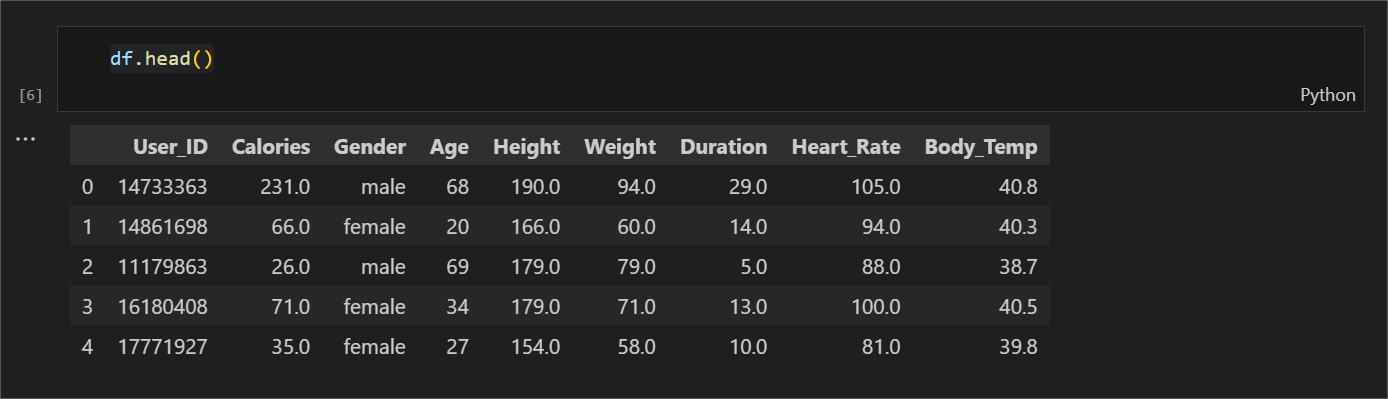 df.head()
[6]
Python
...
User_ID Calories Gender Age Height Weight Duration Heart_Rate Body_Temp
0 14733363 231.0 male 68 190.0 94.0 29.0 105.0 40.8
1 14861698 66.0 female 20 166.0 60.0 14.0 94.0 40.3
2 11179863 26.0 male 69 179.0 79.0 5.0 88.0 38.7
3 16180408 71.0 female 34 179.0 71.0 13.0 100.0 40.5
4 17771927 35.0 female 27 154.0 58.0 10.0 81.0 39.8